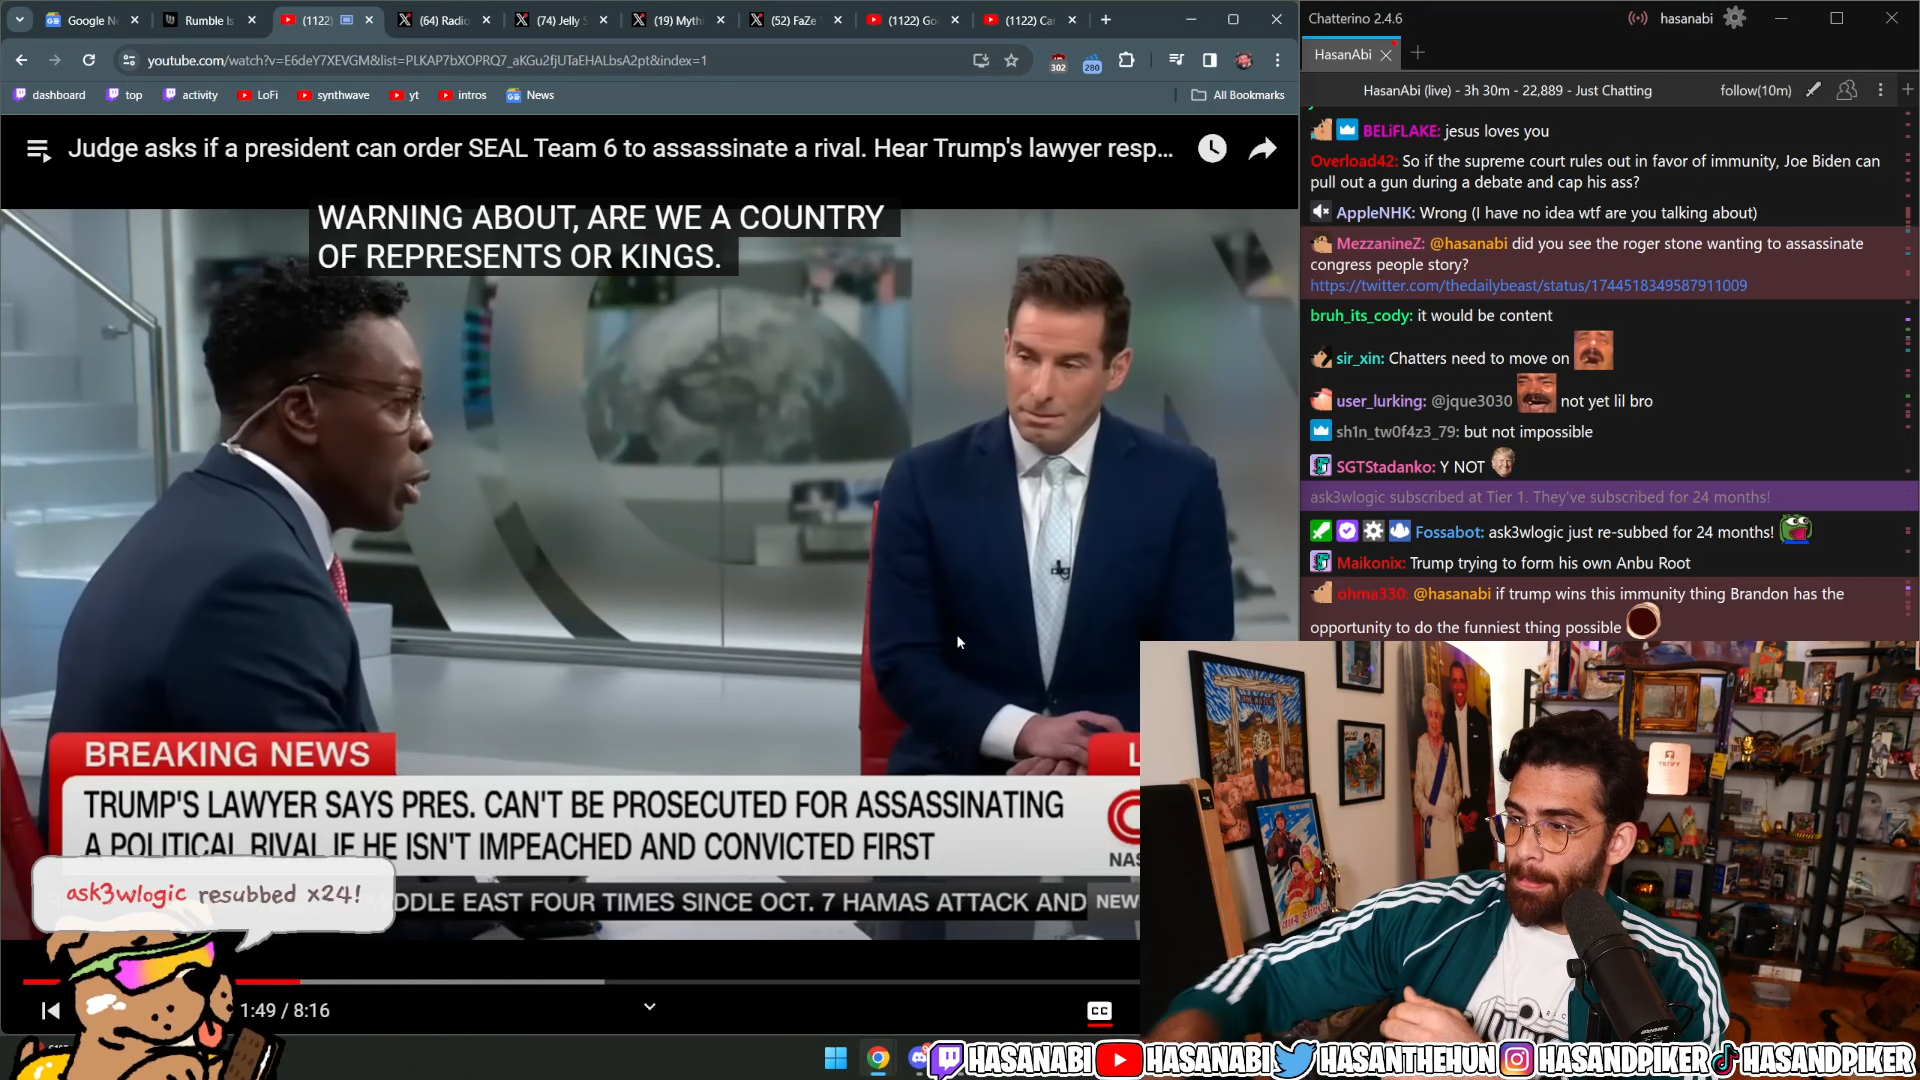 Google N
Rumble Is
(1122)
(64) Radio
(74) Jelly S
(19) Mythi
(52) FaZe
(1122) Go
(1122) Ca
youtube.com/watch?v=E6deY7XEVGM&list=PLKAP7bXOPRQ7_aKGu2fjUTaEHALbsA2pt&index=1
302
280
dashboard
top
activity
LoFi
synthwave
yt
intros
News
All Bookmarks
Judge asks if a president can order SEAL Team 6 to assassinate a rival. Hear Trump's lawyer resp...
WARNING ABOUT, ARE WE A COUNTRY
OF REPRESENTS OR KINGS.
BREAKING NEWS
TRUMP'S LAWYER SAYS PRES. CAN'T BE PROSECUTED FOR ASSASSINATING
A POLITICAL RIVAL IF HE ISN'T IMPEACHED AND CONVICTED FIRST
DDLE EAST FOUR TIMES SINCE OCT. 7 HAMAS ATTACK AND
NEW
NAS
ask3wlogic resubbed x24!
1:49 / 8:16
CC
Chatterino 2.4.6
hasanabi
HasanAbi
HasanAbi (live) - 3h 30m - 22,889 - Just Chatting
follow(10m)
BELiFLAKE: jesus loves you
Overload42: So if the supreme court rules out in favor of immunity, Joe Biden can
pull out a gun during a debate and cap his ass?
AppleNHK: Wrong (I have no idea wtf are you talking about)
MezzanineZ: @hasanabi did you see the roger stone wanting to assassinate
congress people story?
https://twitter.com/thedailybeast/status/1744518349587911009
bruh_its_cody: it would be content
sir_xin: Chatters need to move on
user_lurking: @jque3030 not yet lil bro
sh1n_tw0f4z3_79: but not impossible
SGTStadanko: Y NOT
ask3wlogic subscribed at Tier 1. They've subscribed for 24 months!
Fossabot: ask3wlogic just re-subbed for 24 months!
Maikonix: Trump trying to form his own Anbu Root
ohma330: @hasanabi if trump wins this immunity thing Brandon has the
opportunity to do the funniest thing possible
HASANABI
HASANABI
HASANTHEHUN
HASANDPIKER
HASANDPIKER